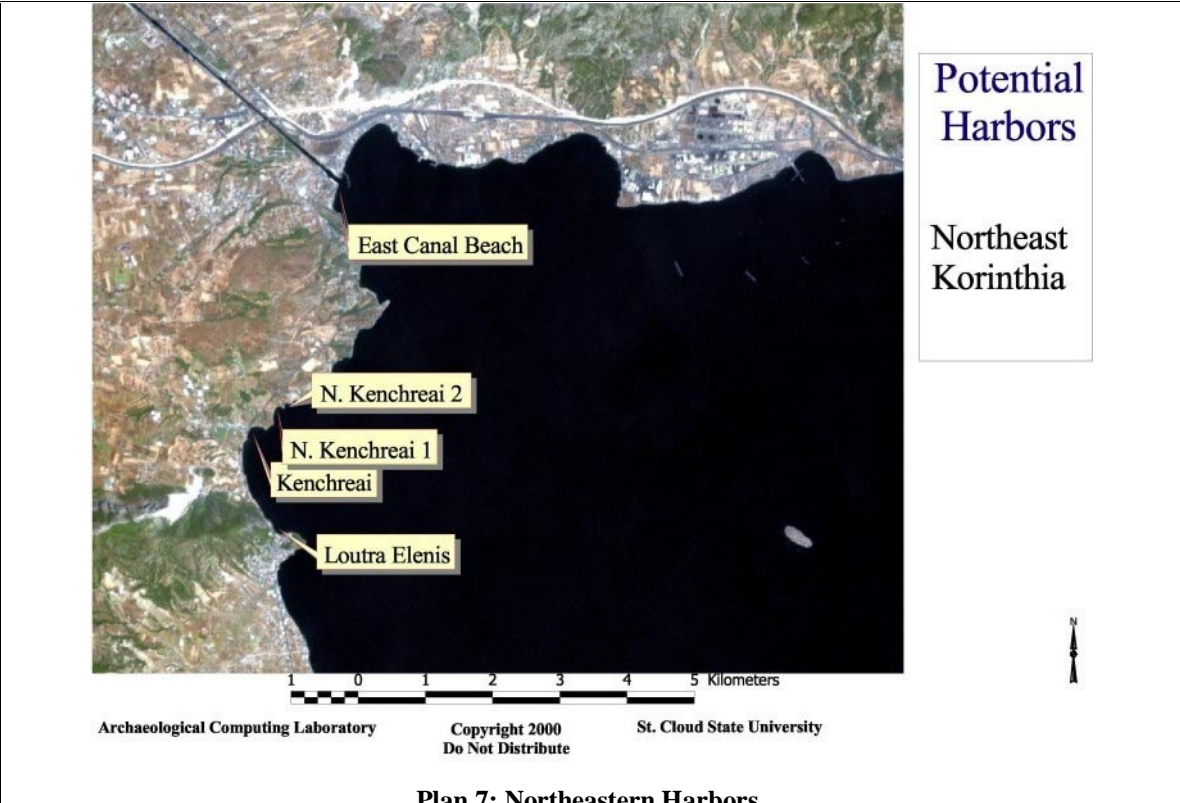 Potential
Harbors
Northeast
Korinthia
East Canal Beach
N. Kenchreai 2
N. Kenchreai 1
Kenchreai
Loutra Elenis
N
1 0 1 2 3 4 5 Kilometers
Archaeological Computing Laboratory
Copyright 2000
Do Not Distribute
St. Cloud State University
Plan 7: Northeastern Harbors